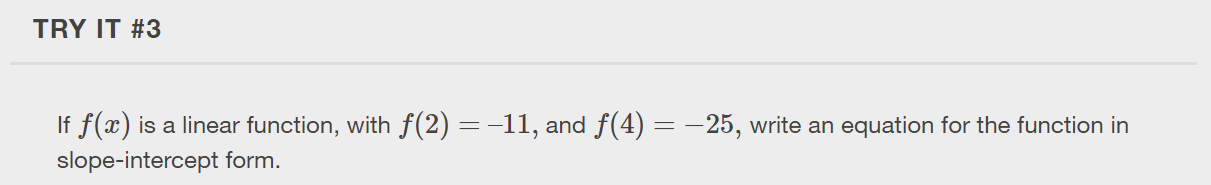 TRY IT #3
If f(x) is a linear function, with f(2) = –11, and f(4) = −25, write an equation for the function in
slope-intercept form.